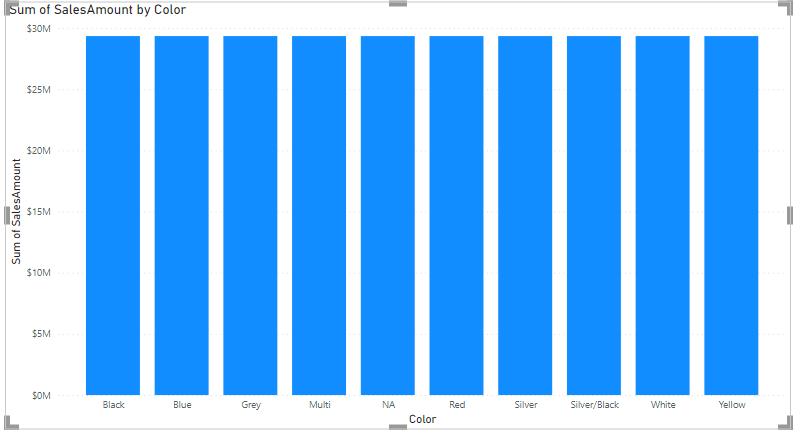 Sum of SalesAmount by Color
$30M
$25M
$20M
$15M
$10M
$5M
$0M
Sum of SalesAmount
Black Blue Grey Multi NA Red Silver Silver/Black White Yellow
Color